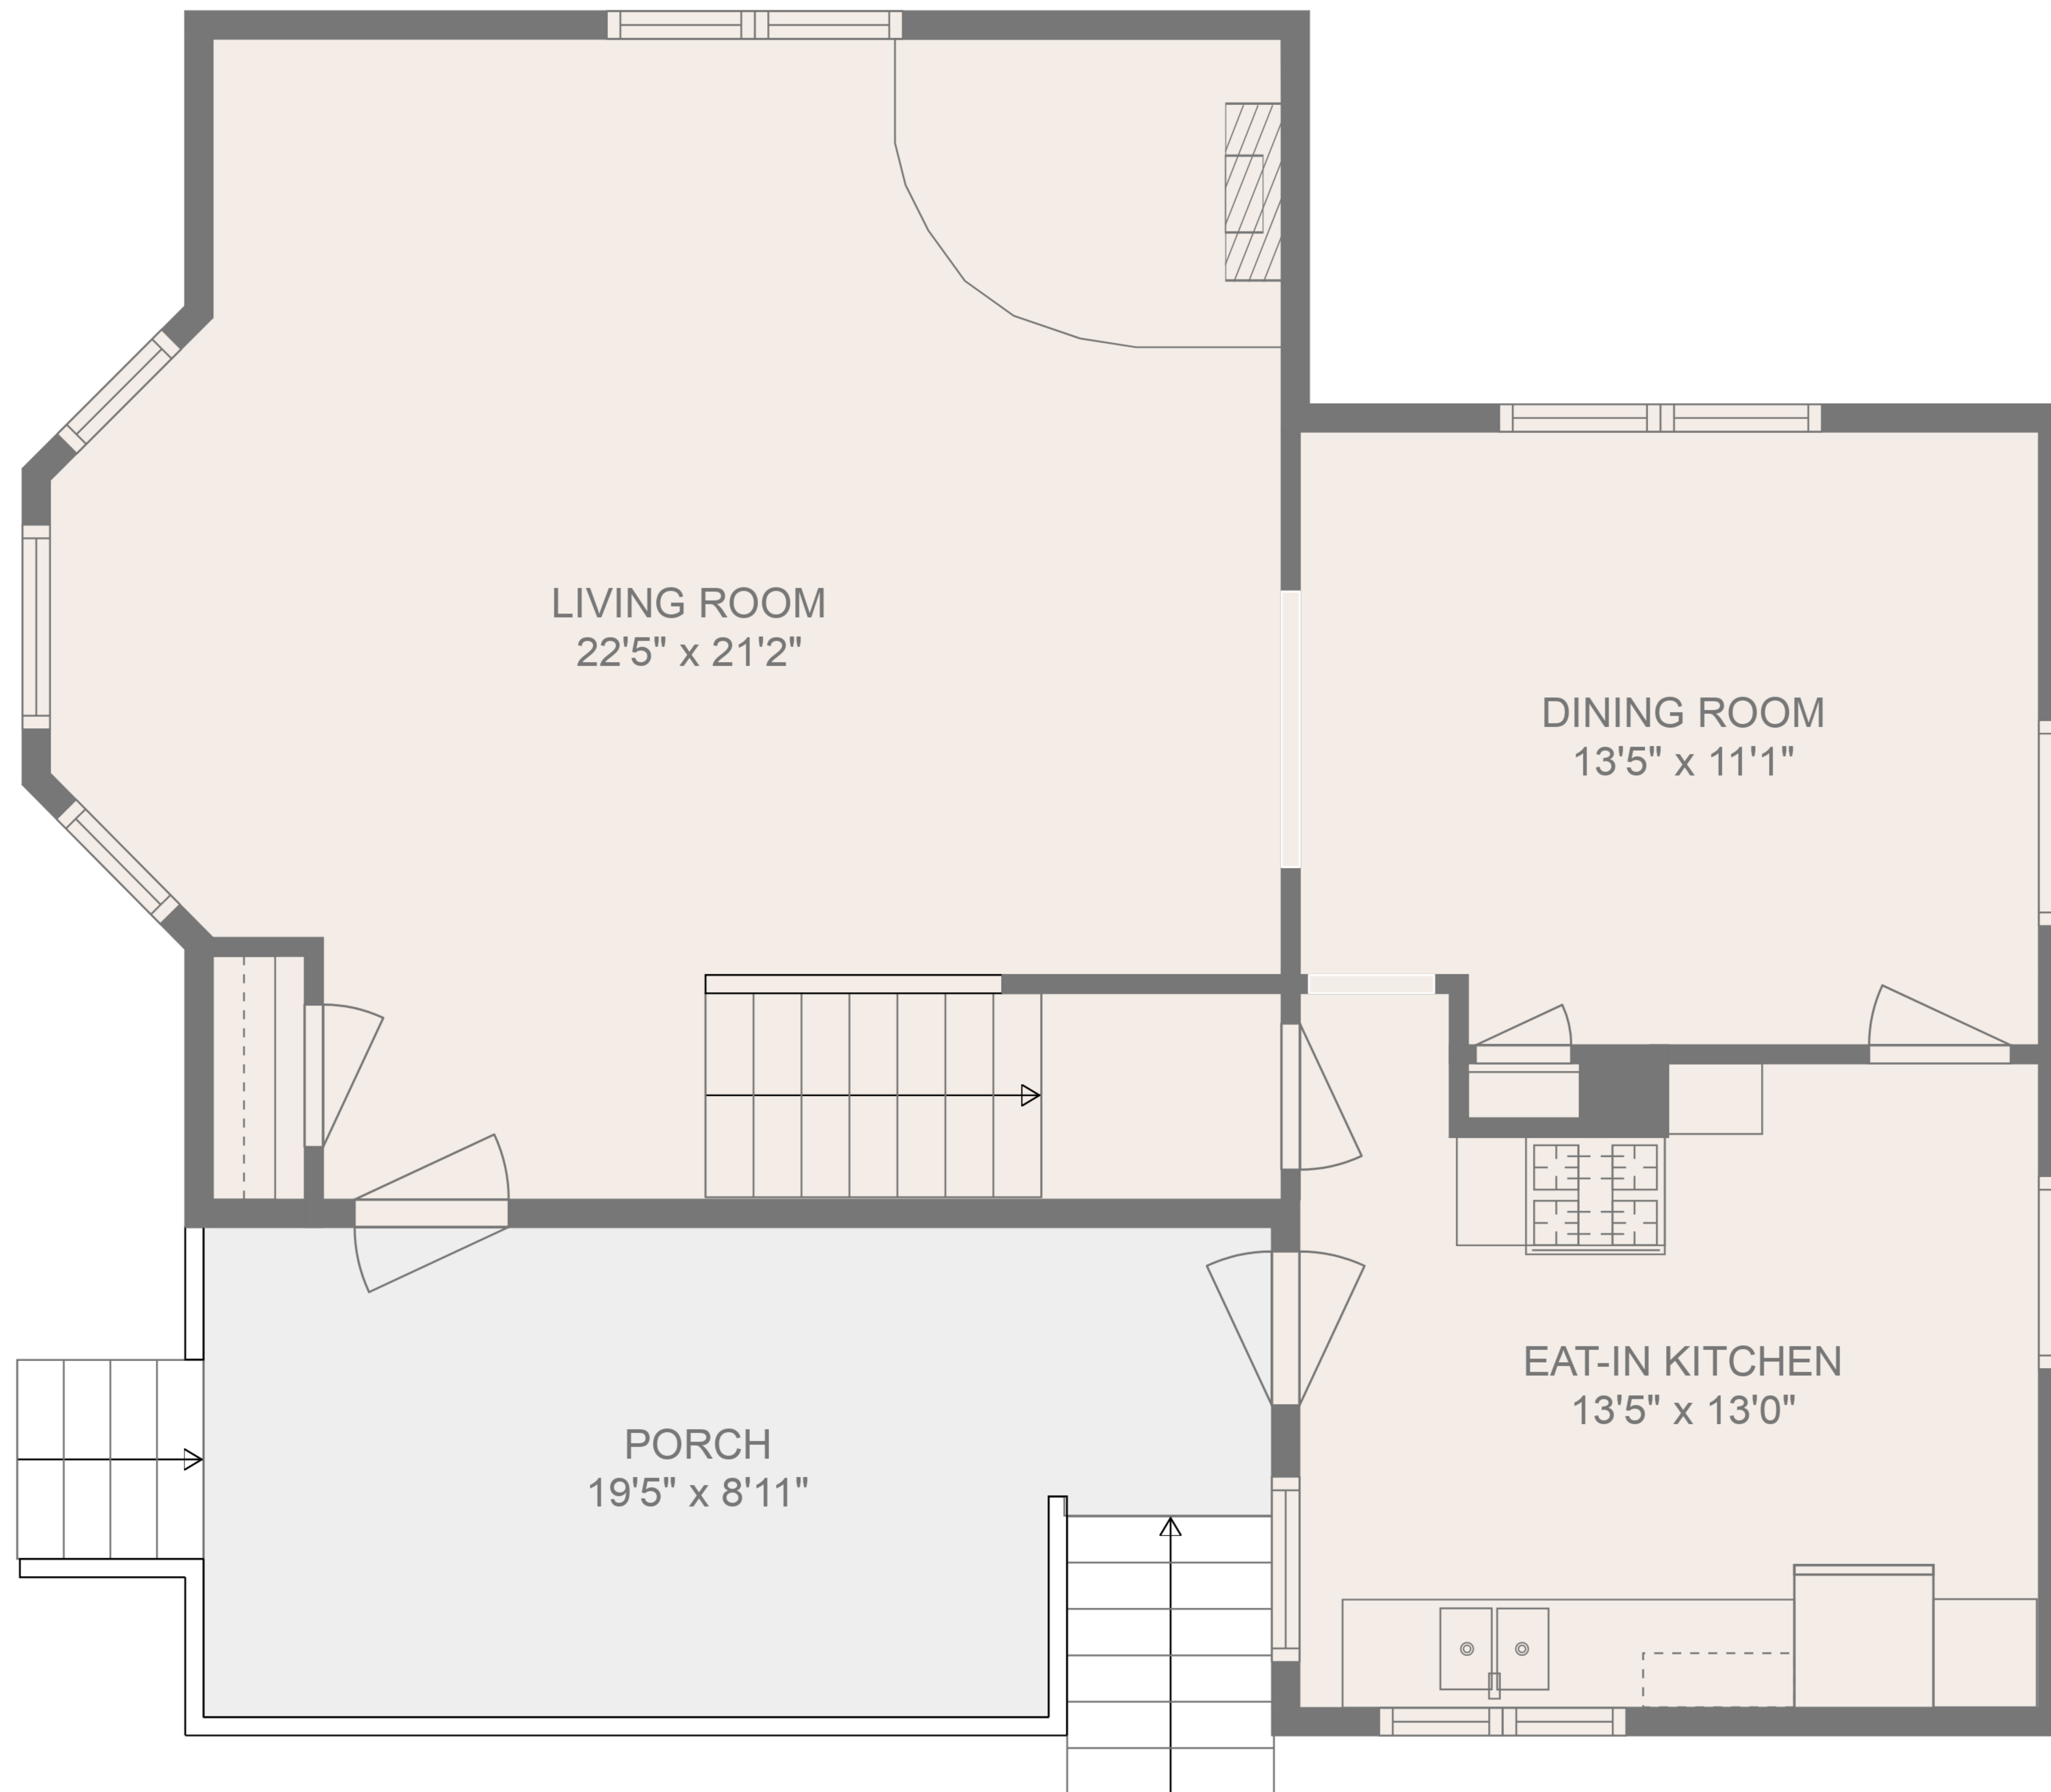 LIVING ROOM
22'5" x 21'2"
DINING ROOM
13'5" x 11'1"
EAT-IN KITCHEN
13'5" x 13'0"
PORCH
19'5" x 8'11"